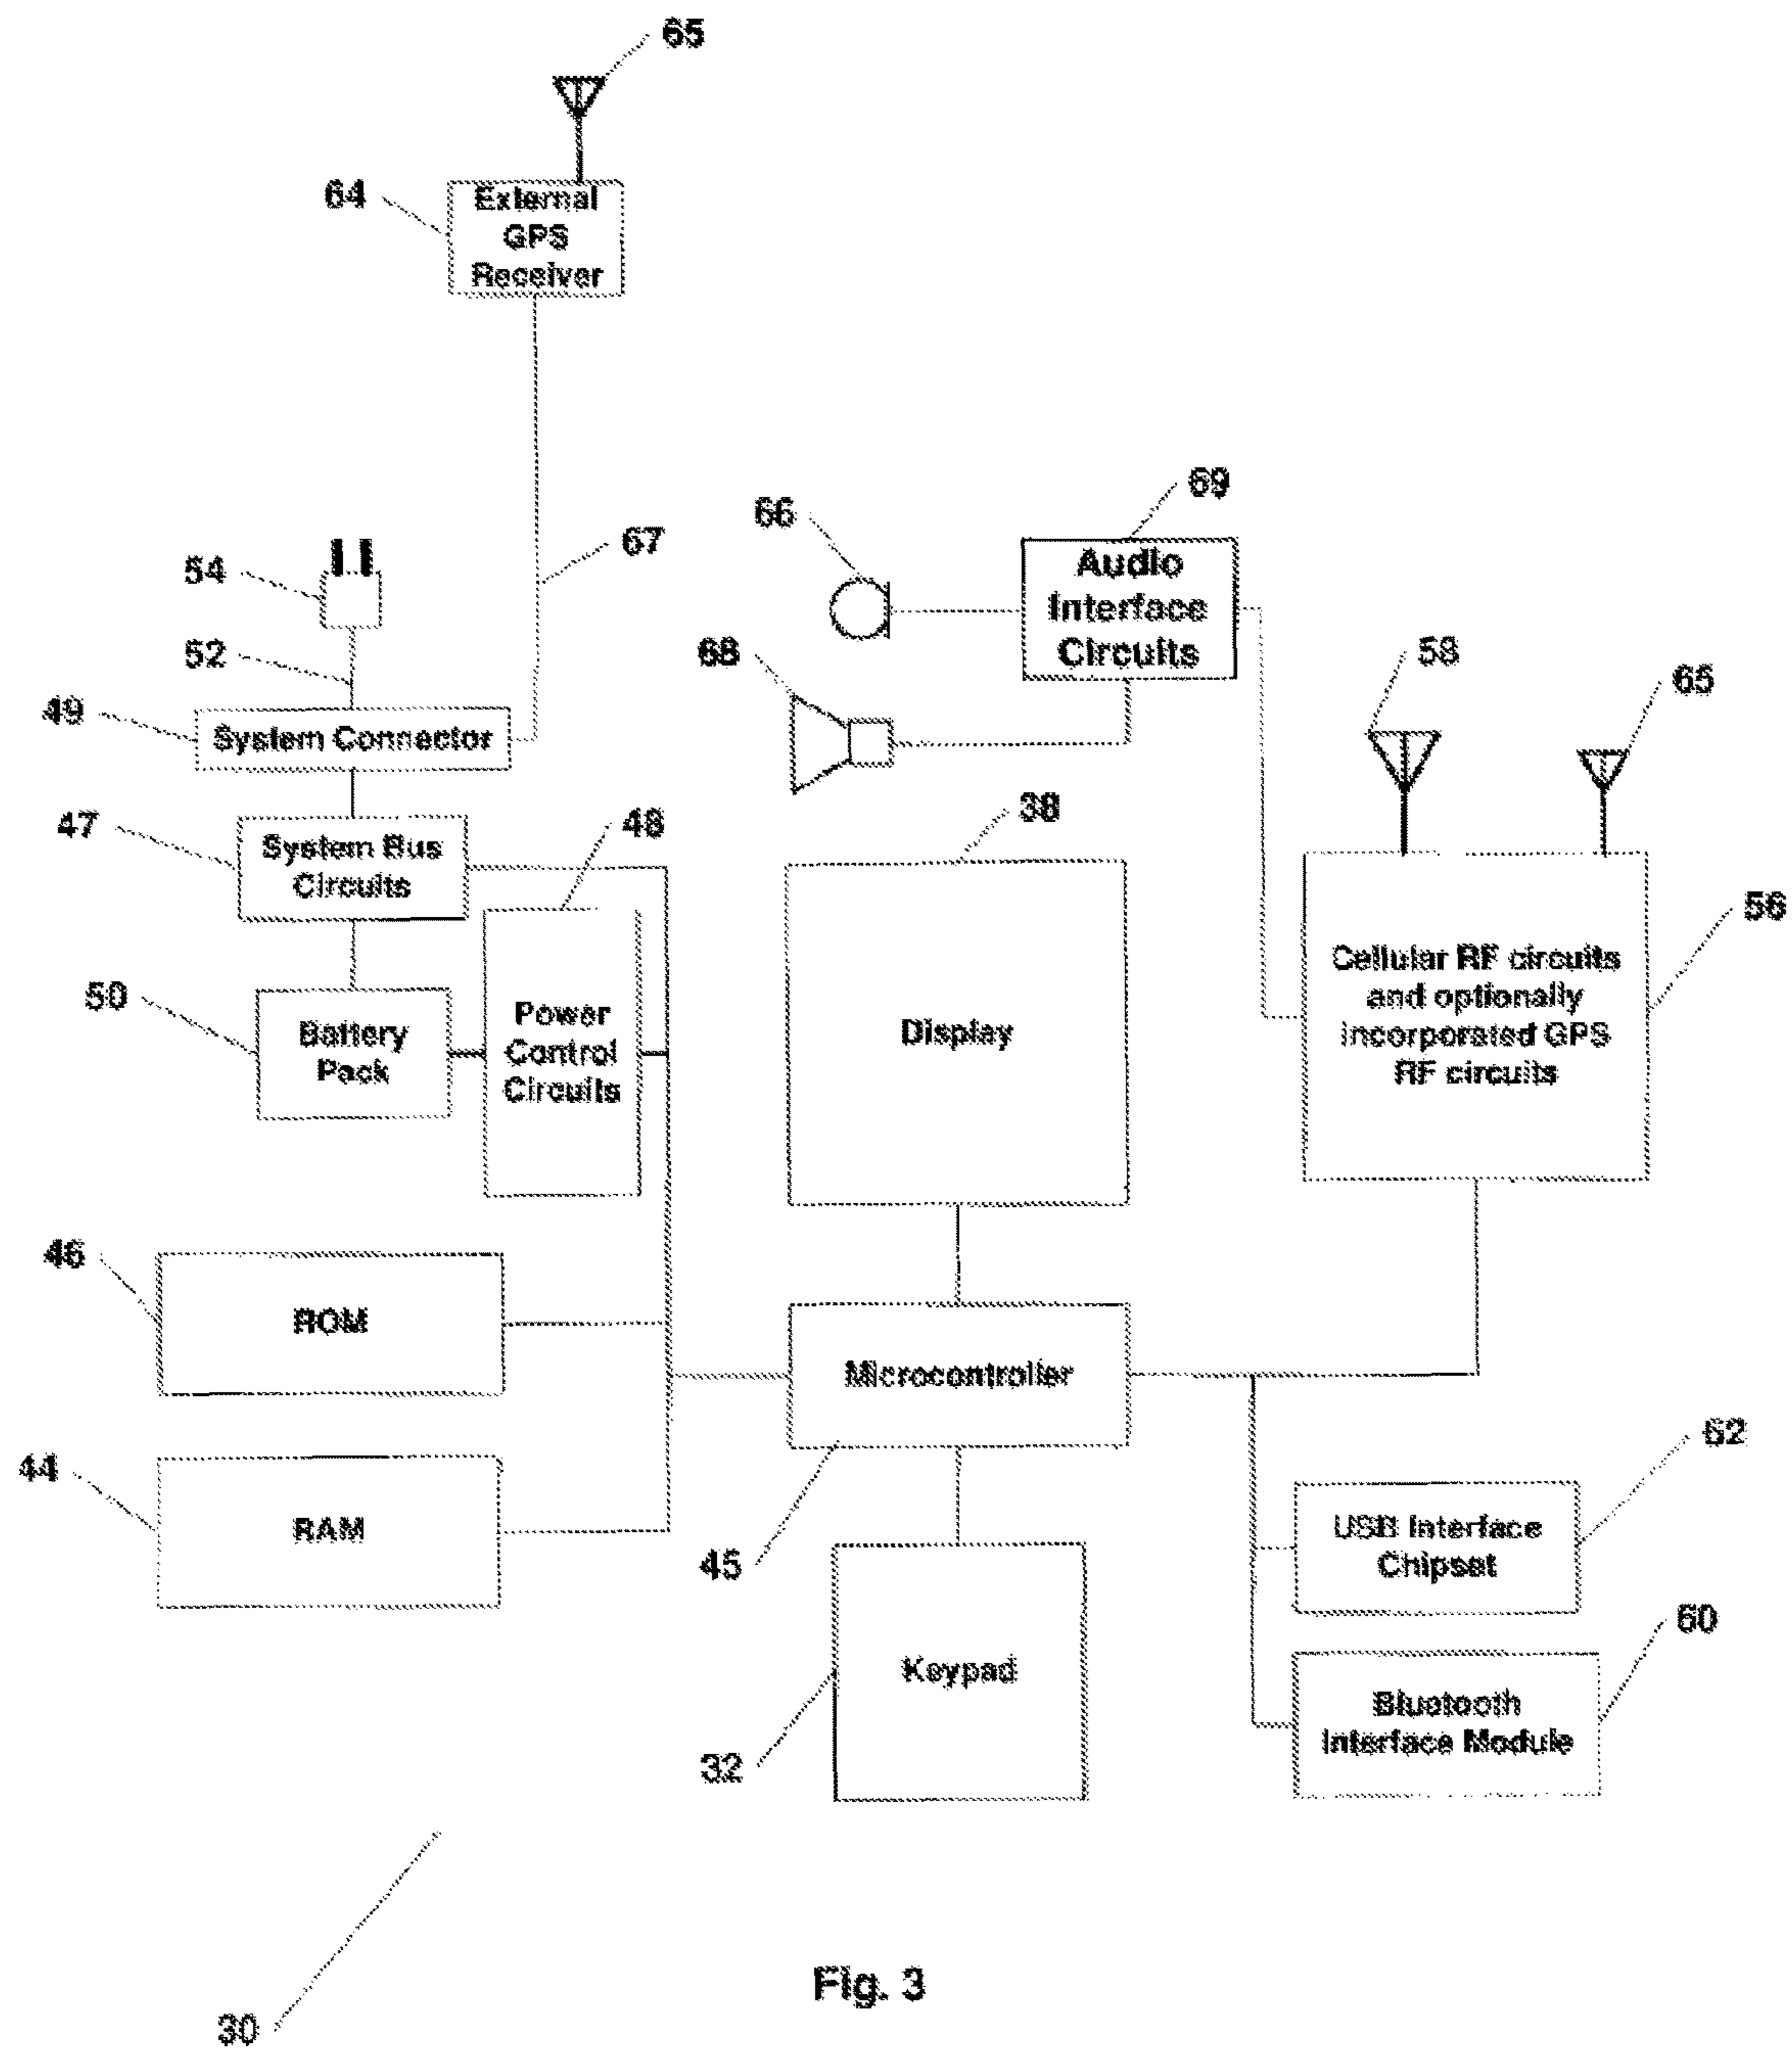 65
64
External
GPS
Receiver
69
66
67
54
Audio
Interface
Circuits
52
68
58
65
49
System Connector
38
47
48
System Bus
Circuits
56
Cellular RF circuits
and optionally
incorporated GPS
RF circuits
50
Power
Control
Circuits
Battery
Pack
Display
46
ROM
Microcontroller
62
44
RAM
USB Interface
Chipset
45
60
Keypad
Bluetooth
Interface Module
32
Fig. 3
30